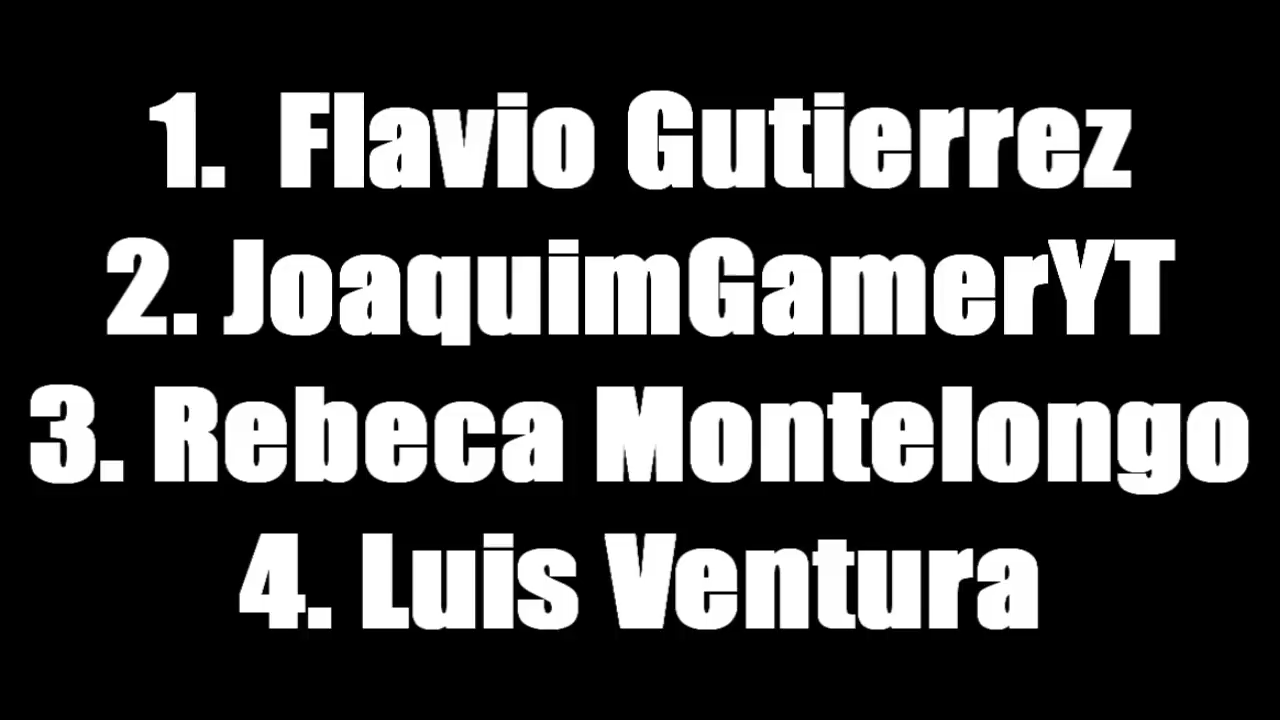 1.  Flavio Gutierrez
2. JoaquimGamerYT
3. Rebeca Montelongo
4. Luis Ventura